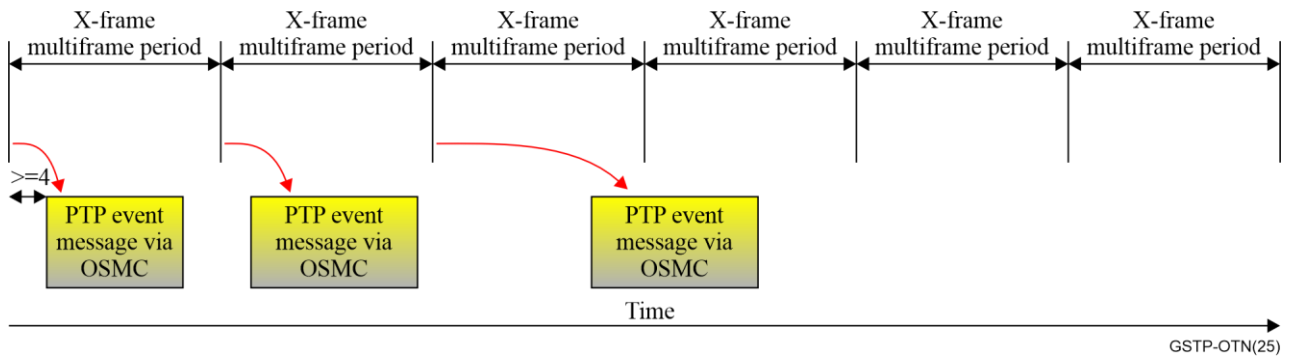 X-frame
multiframe period
X-frame
multiframe period
X-frame
multiframe period
X-frame
multiframe period
X-frame
multiframe period
X-frame
multiframe period
>=4
PTP event
message via
OSMC
PTP event
message via
OSMC
PTP event
message via
OSMC
Time
GSTP-OTN(25)